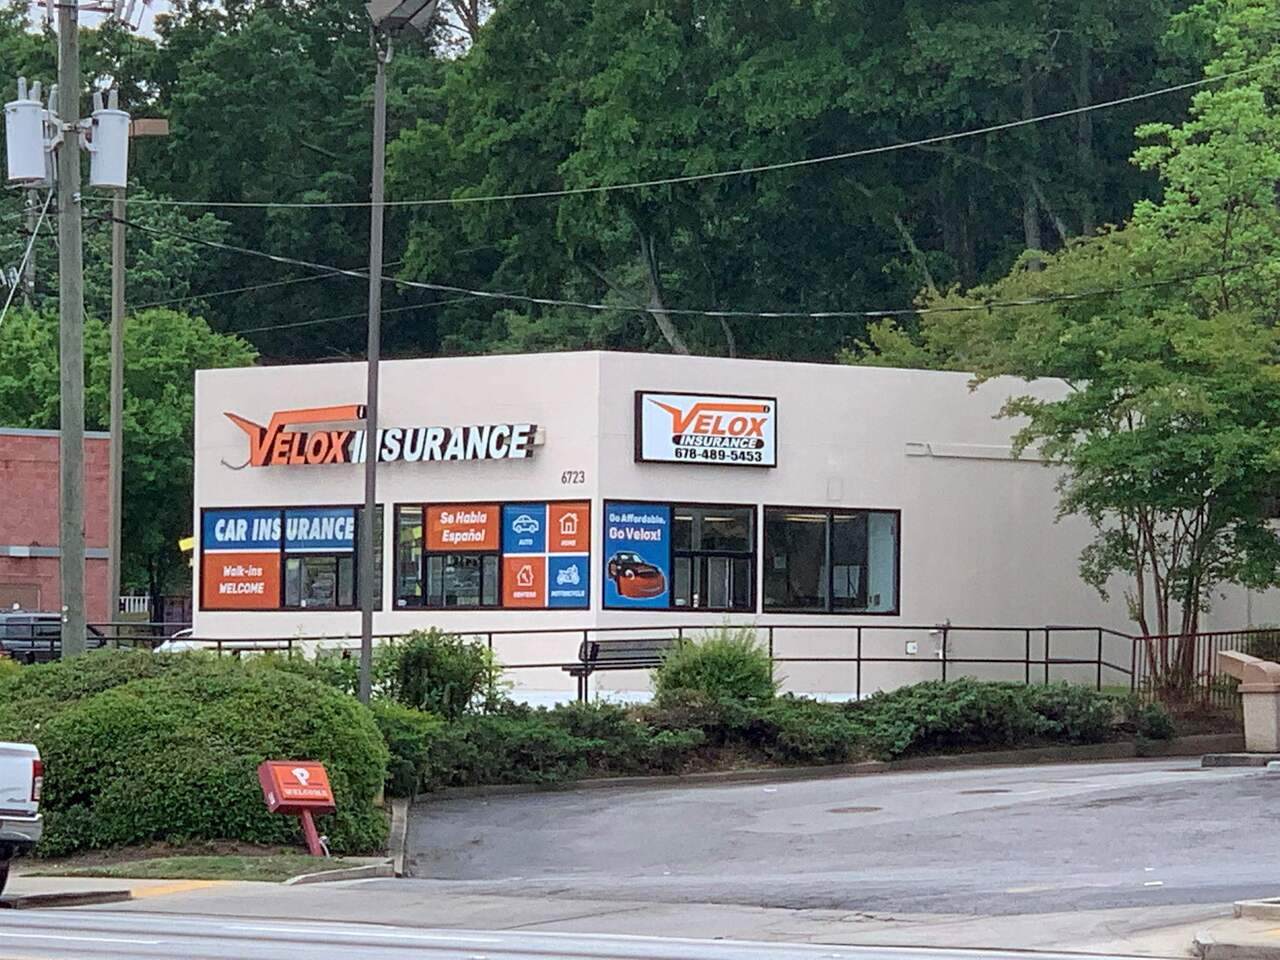 VELOX INSURANCE
VELOX
INSURANCE
678-489-5453
6723
CAR INSURANCE
Walk-ins
WELCOME
Se Habla
Español
AUTO
HOME
RENTERS
MOTORCYCLE
Go Affordable.
Go Velox!
P
WELCOME